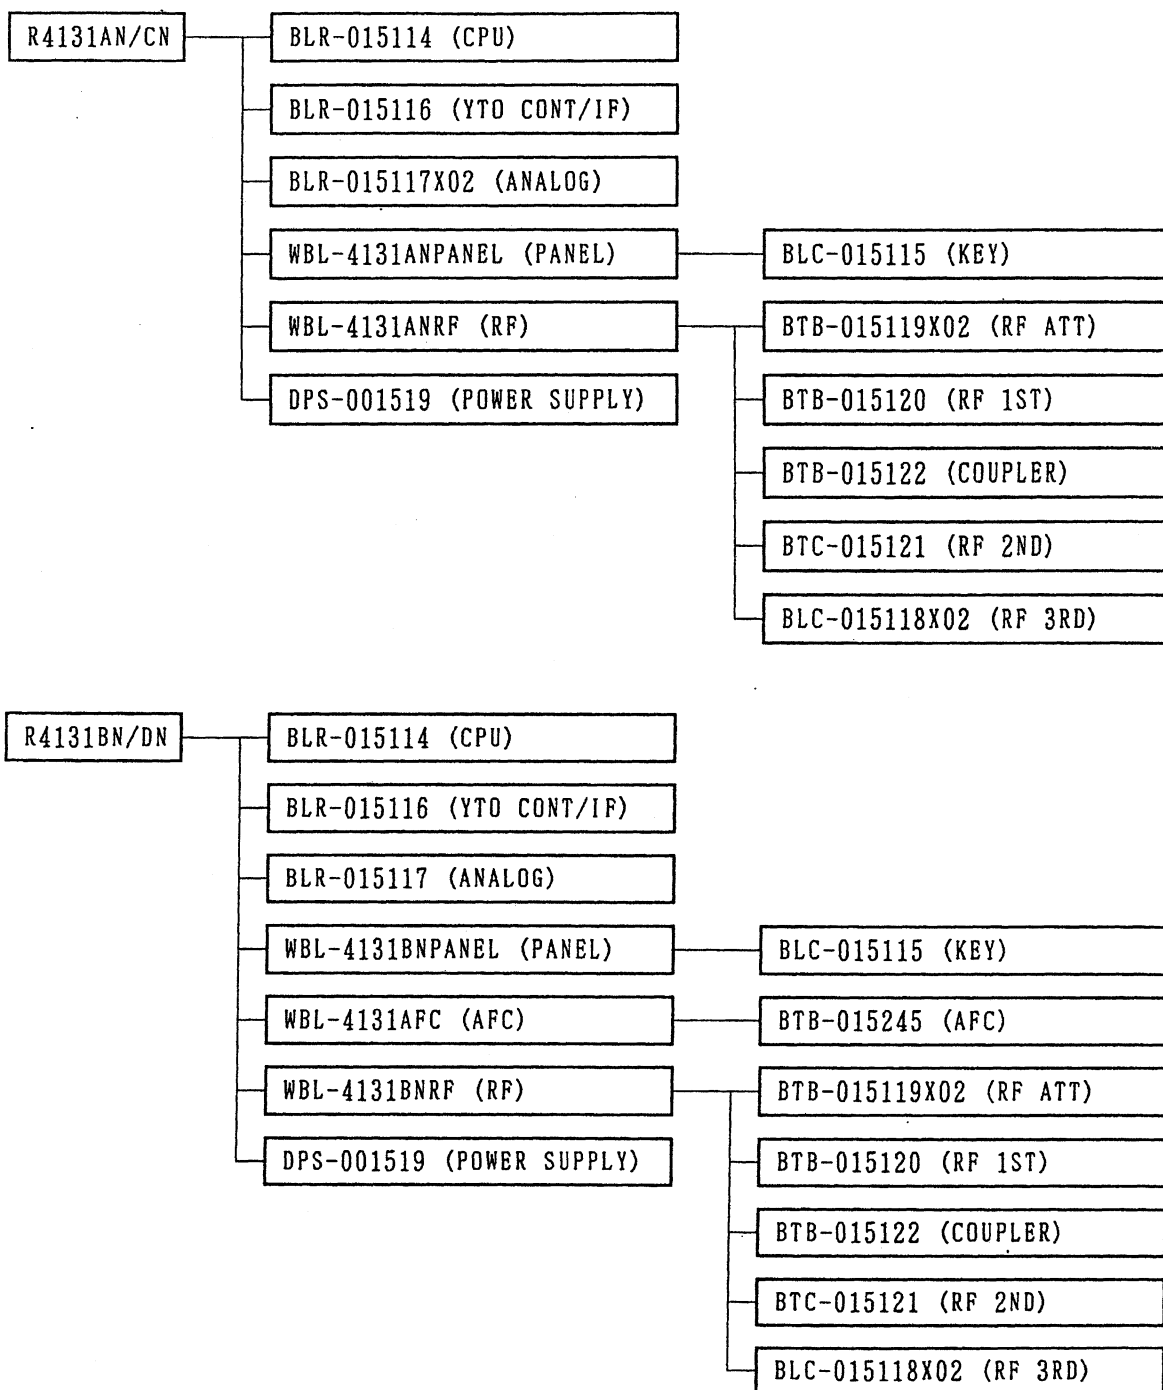 R4131AN/CN
BLR-015114 (CPU)
BLR-015116 (YTO CONT/IF)
BLR-015117X02 (ANALOG)
WBL-4131ANPANEL (PANEL)
BLC-015115 (KEY)
WBL-4131ANRF (RF)
BTB-015119X02 (RF ATT)
DPS-001519 (POWER SUPPLY)
BTB-015120 (RF 1ST)
BTB-015122 (COUPLER)
BTC-015121 (RF 2ND)
BLC-015118X02 (RF 3RD)
R4131BN/DN
BLR-015114 (CPU)
BLR-015116 (YTO CONT/IF)
BLR-015117 (ANALOG)
WBL-4131BNPANEL (PANEL)
BLC-015115 (KEY)
WBL-4131AFC (AFC)
BTB-015245 (AFC)
WBL-4131BNRF (RF)
BTB-015119X02 (RF ATT)
DPS-001519 (POWER SUPPLY)
BTB-015120 (RF 1ST)
BTB-015122 (COUPLER)
BTC-015121 (RF 2ND)
BLC-015118X02 (RF 3RD)